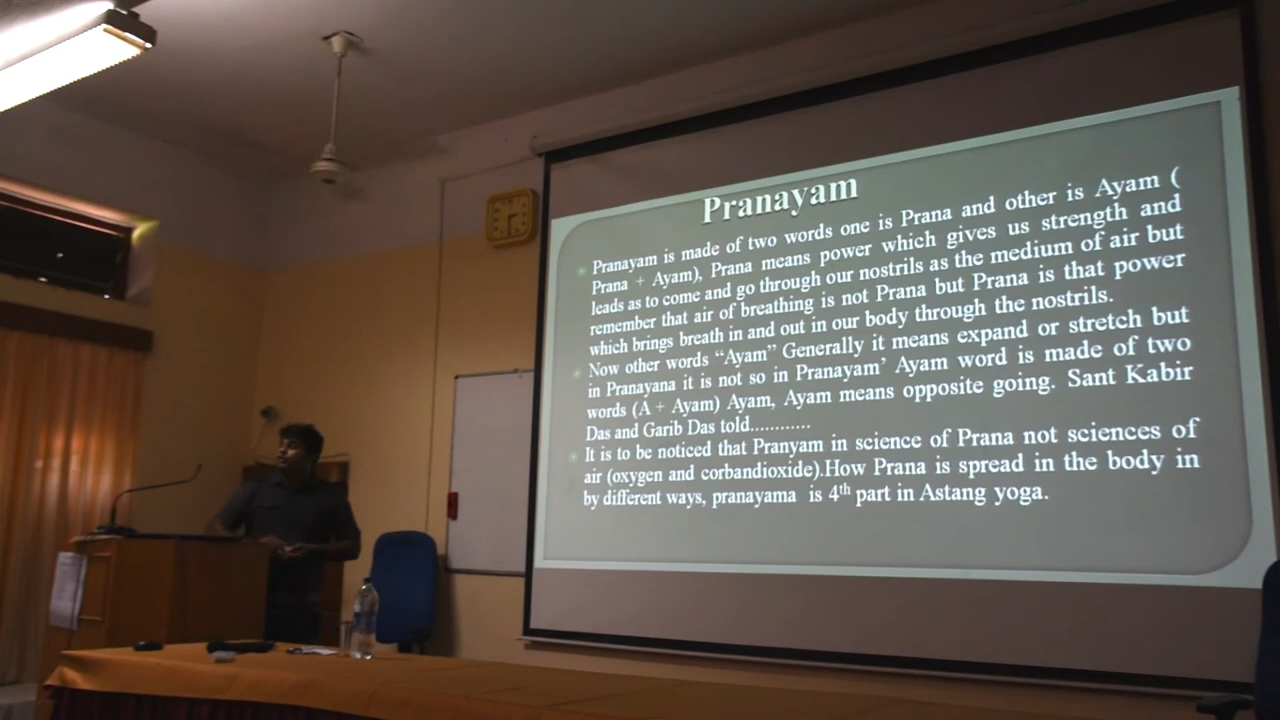 Pranayam
Pranayam is made of two words one is Prana and other is Ayam (
Prana + Ayam), Prana means power which gives us strength and
leads as to come and go through our nostrils as the medium of air but
remember that air of breathing is not Prana but Prana is that power
which brings breath in and out in our body through the nostrils.
Now other words “Ayam” Generally it means expand or stretch but
in Pranayana it is not so in Pranayam’ Ayam word is made of two
words (A + Ayam) Ayam, Ayam means opposite going. Sant Kabir
Das and Garib Das told............
It is to be noticed that Pranyam in science of Prana not sciences of
air (oxygen and corbandioxide).How Prana is spread in the body in
by different ways, pranayama is 4th part in Astang yoga.